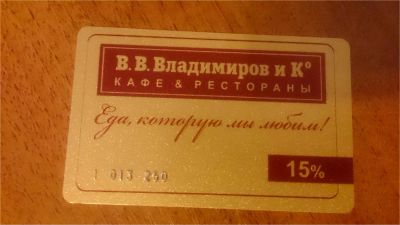 В. В. Владимиров и К°
КАФЕ & РЕСТОРАНЫ
Еда, которую мы любим!
1 013 240
15%